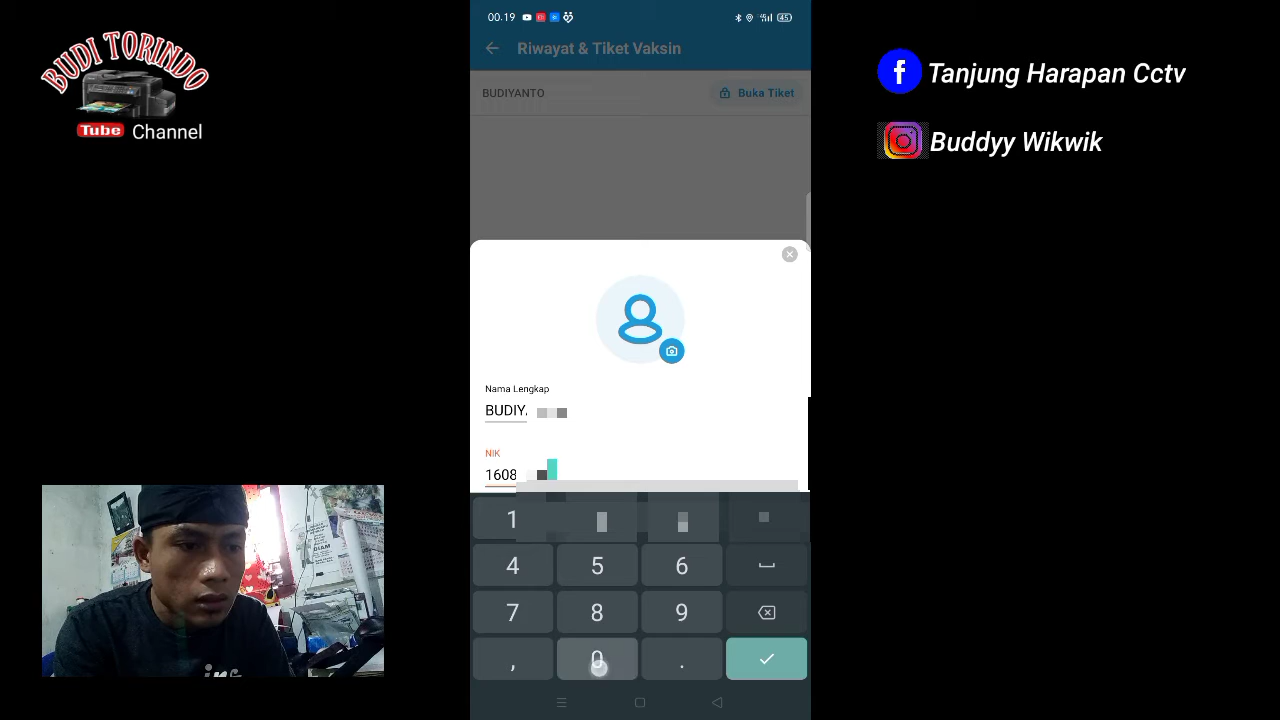 BUDI TORINDO
Tube Channel
00.19
45
Riwayat & Tiket Vaksin
BUDIYANTO
Buka Tiket
Nama Lengkap
BUDIY.
NIK
1608
1
4 5 6
7 8 9
, 0 .
f Tanjung Harapan Cctv
Buddyy Wikwik